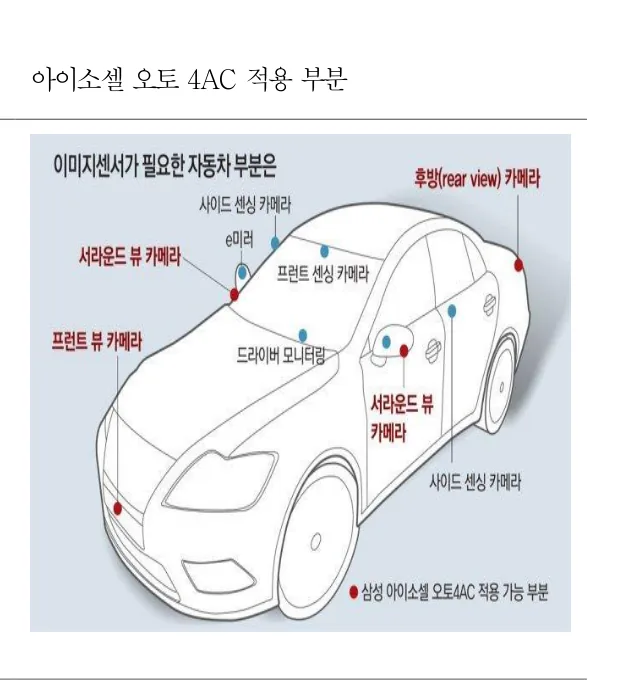 아이소셀 오토 4AC 적용 부분
이미지센서가 필요한 자동차 부분은
후방(rear view) 카메라
사이드 센싱 카메라
e미러
서라운드 뷰 카메라
프런트 센싱 카메라
프런트 뷰 카메라
드라이버 모니터링
서라운드 뷰
카메라
사이드 센싱 카메라
삼성 아이소셀 오토4AC 적용 가능 부분